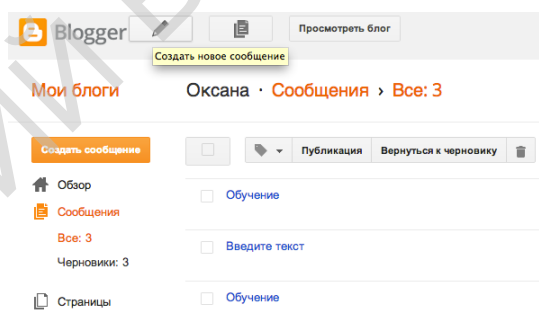 Blogger
Просмотреть блог
Создать новое сообщение
Мои блоги
Оксана · Сообщения › Все: 3
Создать сообщение
Публикация
Вернуться к черновику
Обзор
Обучение
Сообщения
Все: 3
Введите текст
Черновики: 3
Страницы
Обучение